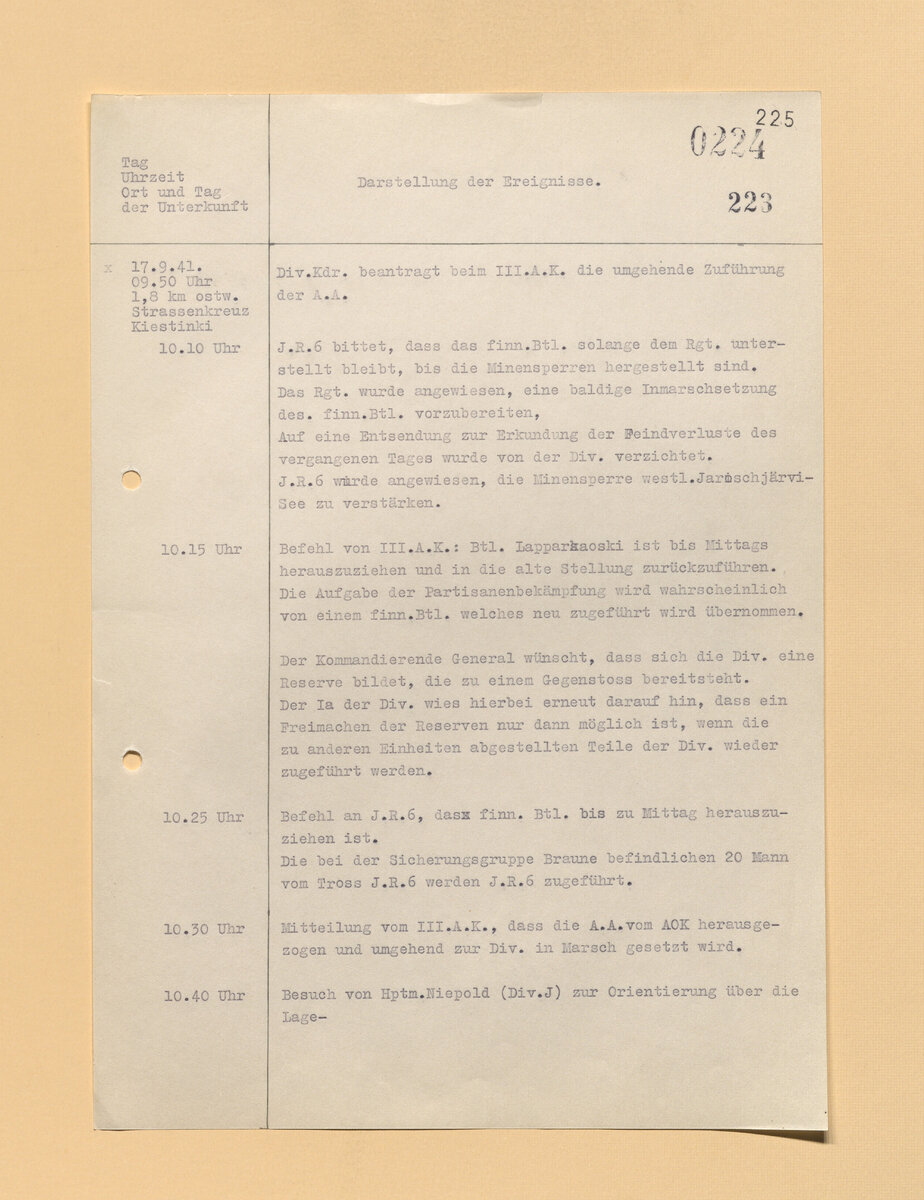 225
0224
223
Tag
Uhrzeit
Ort und Tag
der Unterkunft
Darstellung der Ereignisse.
x 17.9.41.
09.50 Uhr
1,8 km ostw.
Strassenkreuz
Kiestinki
Div.Kdr. beantragt beim III.A.K. die umgehende Zuführung
der A.A.
10.10 Uhr
J.R.6 bittet, dass das finn.Btl. solange dem Rgt. unter-
stellt bleibt, bis die Minensperren hergestellt sind.
Das Rgt. wurde angewiesen, eine baldige Inmarschsetzung
des. finn.Btl. vorzubereiten,
Auf eine Entsendung zur Erkundung der Feindverluste des
vergangenen Tages wurde von der Div. verzichtet.
J.R.6 wurde angewiesen, die Minensperre westl.Jaroschjärvi-
See zu verstärken.
10.15 Uhr
Befehl von III.A.K.: Btl. Lapparkaoski ist bis Mittags
herauszuziehen und in die alte Stellung zurückzuführen.
Die Aufgabe der Partisanenbekämpfung wird wahrscheinlich
von einem finn.Btl. welches neu zugeführt wird übernommen.
Der Kommandierende General wünscht, dass sich die Div. eine
Reserve bildet, die zu einem Gegenstoss bereitsteht.
Der Ia der Div. wies hierbei erneut darauf hin, dass ein
Freimachen der Reserven nur dann möglich ist, wenn die
zu anderen Einheiten abgestellten Teile der Div. wieder
zugeführt werden.
10.25 Uhr
Befehl an J.R.6, dasx finn. Btl. bis zu Mittag herauszu-
ziehen ist.
Die bei der Sicherungsgruppe Braune befindlichen 20 Mann
vom Tross J.R.6 werden J.R.6 zugeführt.
10.30 Uhr
Mitteilung vom III.A.K., dass die A.A.vom AOK herausge-
zogen und umgehend zur Div. in Marsch gesetzt wird.
10.40 Uhr
Besuch von Hptm.Niepold (Div.J) zur Orientierung über die
Lage-